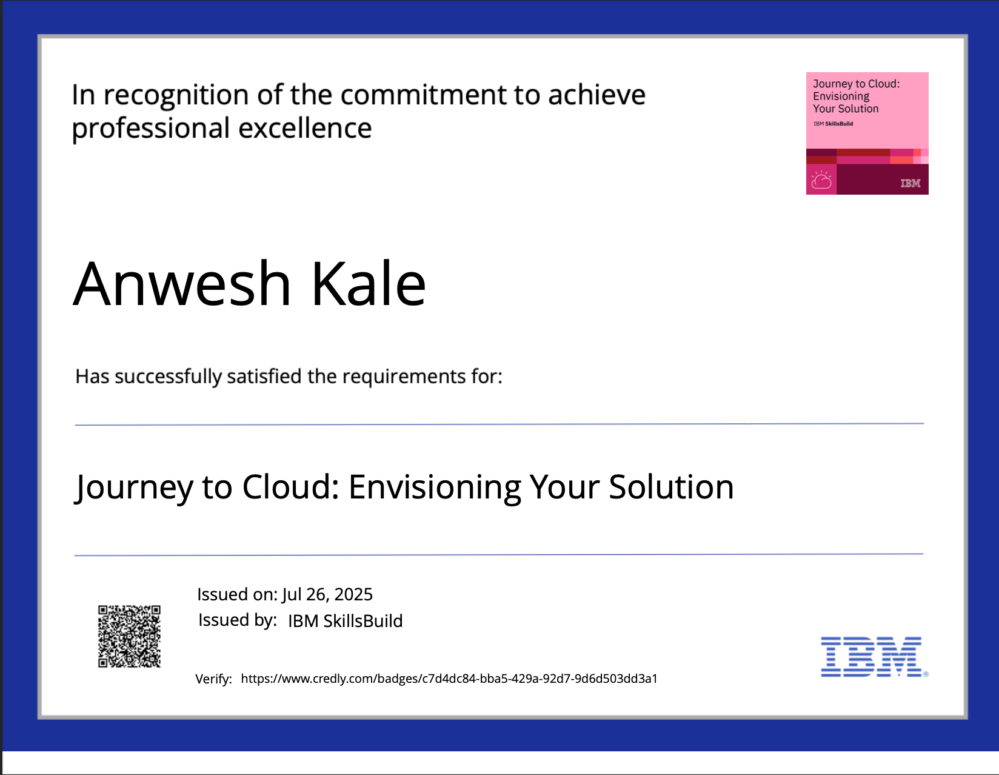 In recognition of the commitment to achieve
professional excellence
Journey to Cloud:
Envisioning
Your Solution
IBM SkillsBuild
IBM
Anwesh Kale
Has successfully satisfied the requirements for:
Journey to Cloud: Envisioning Your Solution
Issued on: Jul 26, 2025
Issued by: IBM SkillsBuild
Verify: https://www.credly.com/badges/c7d4dc84-bba5-429a-92d7-9d6d503dd3a1
IBM®